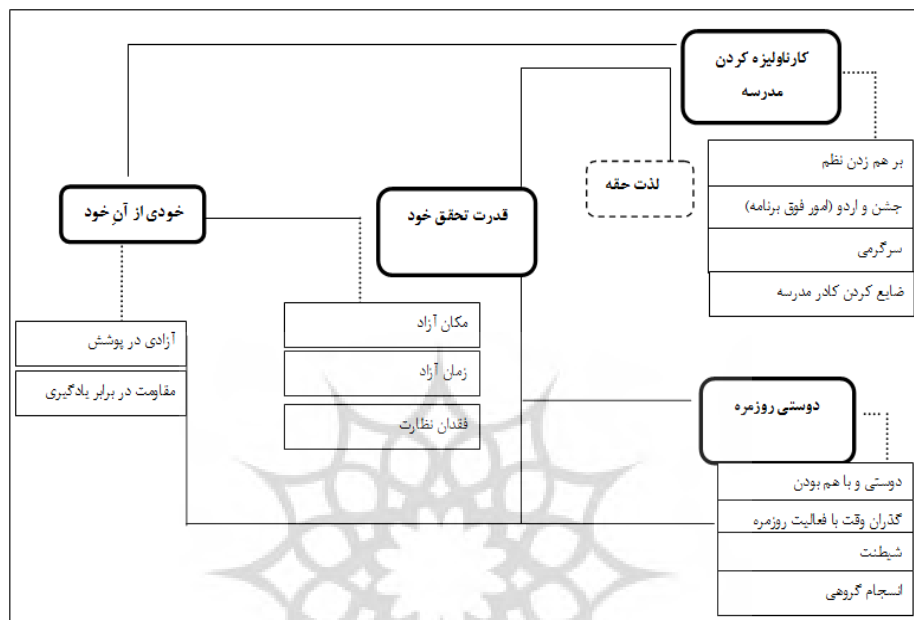 کارناولیزه کردن
مدرسه
بر هم زدن نظم
جشن و اردو (امور فوق برنامه)
سرگرمی
ضایع کردن کادر مدرسه
لذت حقه
قدرت تحقق خود
مکان آزاد
زمان آزاد
فقدان نظارت
خودی از آنِ خود
آزادی در پوشش
مقاومت در برابر یادگیری
دوستی روزمره
دوستی و با هم بودن
گذران وقت با فعالیت روزمره
شیطنت
انسجام گروهی